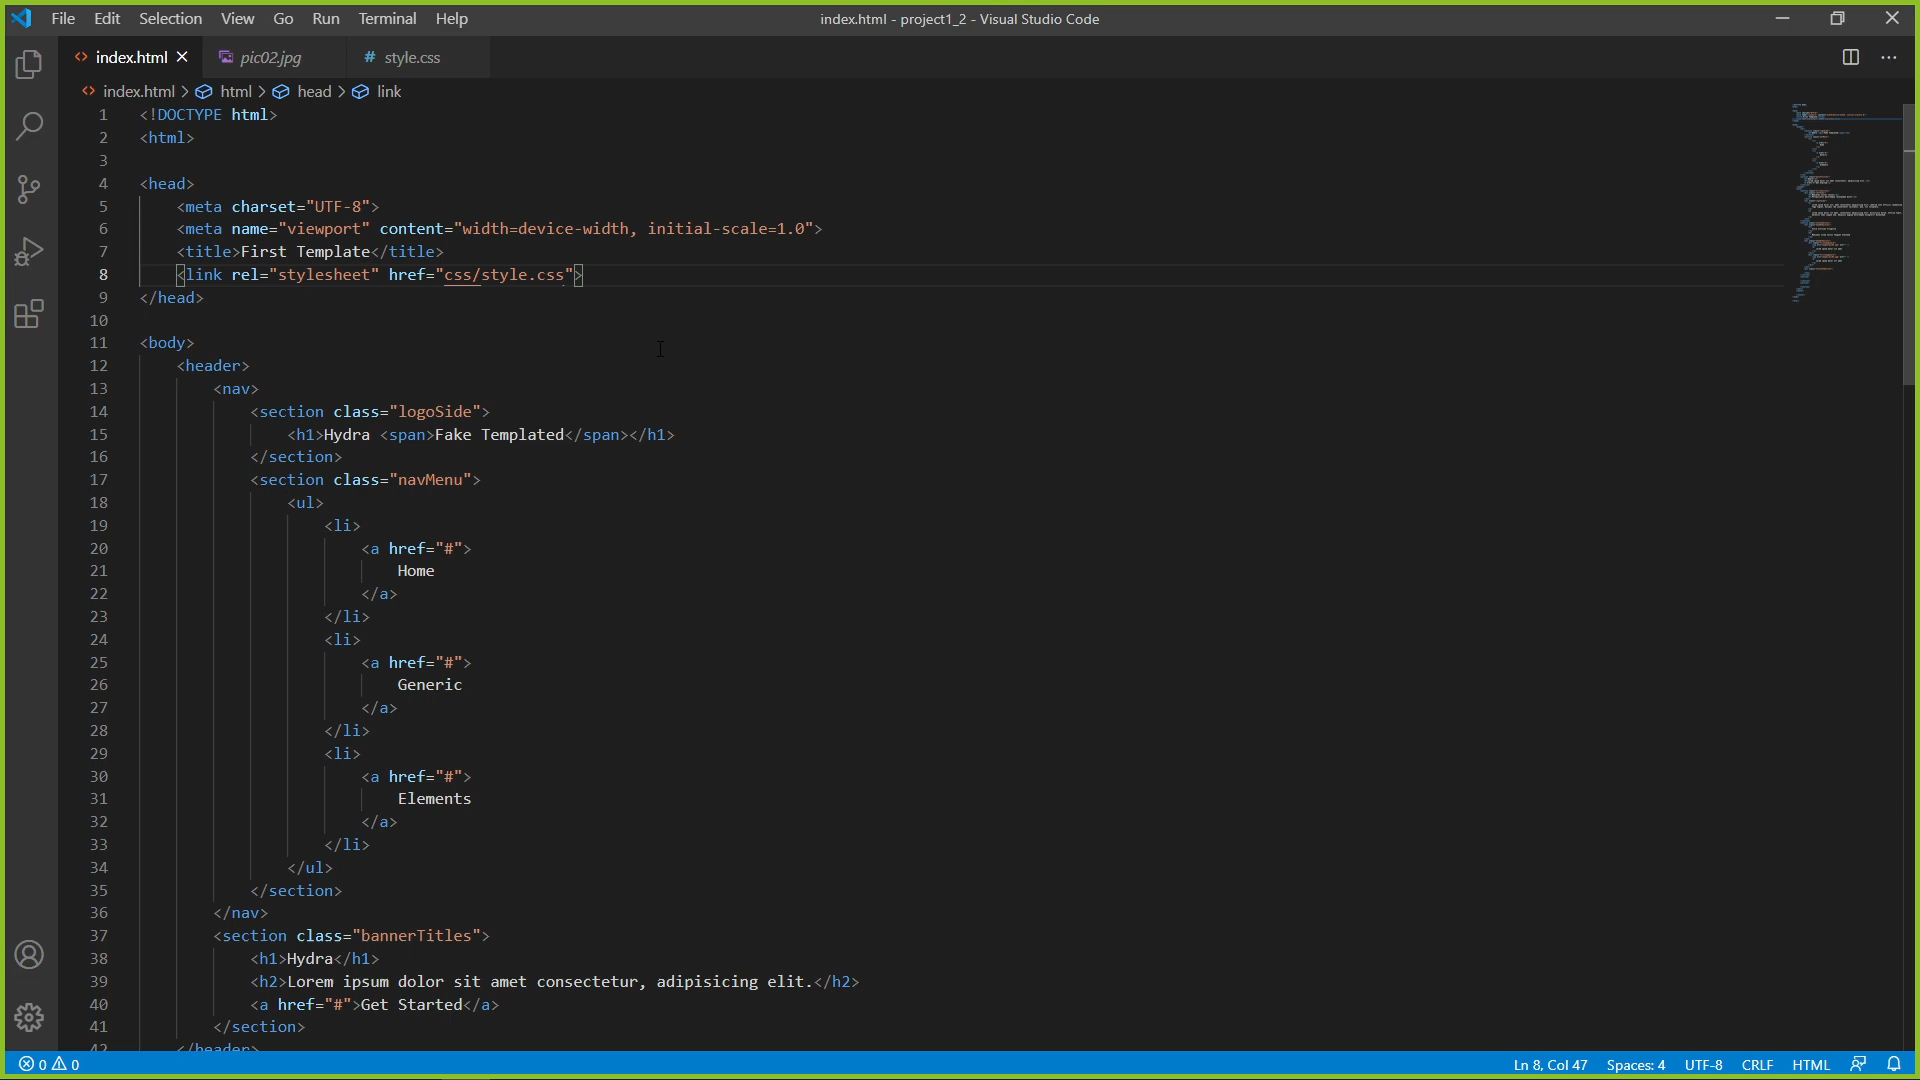 File Edit Selection View Go Run Terminal Help
index.html - project1_2 - Visual Studio Code
index.html pic02.jpg # style.css
index.html > html > head > link
1 <!DOCTYPE html>
2 <html>
3
4 <head>
5 <meta charset="UTF-8">
6 <meta name="viewport" content="width=device-width, initial-scale=1.0">
7 <title>First Template</title>
8 <link rel="stylesheet" href="css/style.css">
9 </head>
10
11 <body>
12 <header>
13 <nav>
14 <section class="logoSide">
15 <h1>Hydra <span>Fake Templated</span></h1>
16 </section>
17 <section class="navMenu">
18 <ul>
19 <li>
20 <a href="#">
21 Home
22 </a>
23 </li>
24 <li>
25 <a href="#">
26 Generic
27 </a>
28 </li>
29 <li>
30 <a href="#">
31 Elements
32 </a>
33 </li>
34 </ul>
35 </section>
36 </nav>
37 <section class="bannerTitles">
38 <h1>Hydra</h1>
39 <h2>Lorem ipsum dolor sit amet consectetur, adipisicing elit.</h2>
40 <a href="#">Get Started</a>
41 </section>
42 </header>
0 0 Ln 8, Col 47 Spaces: 4 UTF-8 CRLF HTML